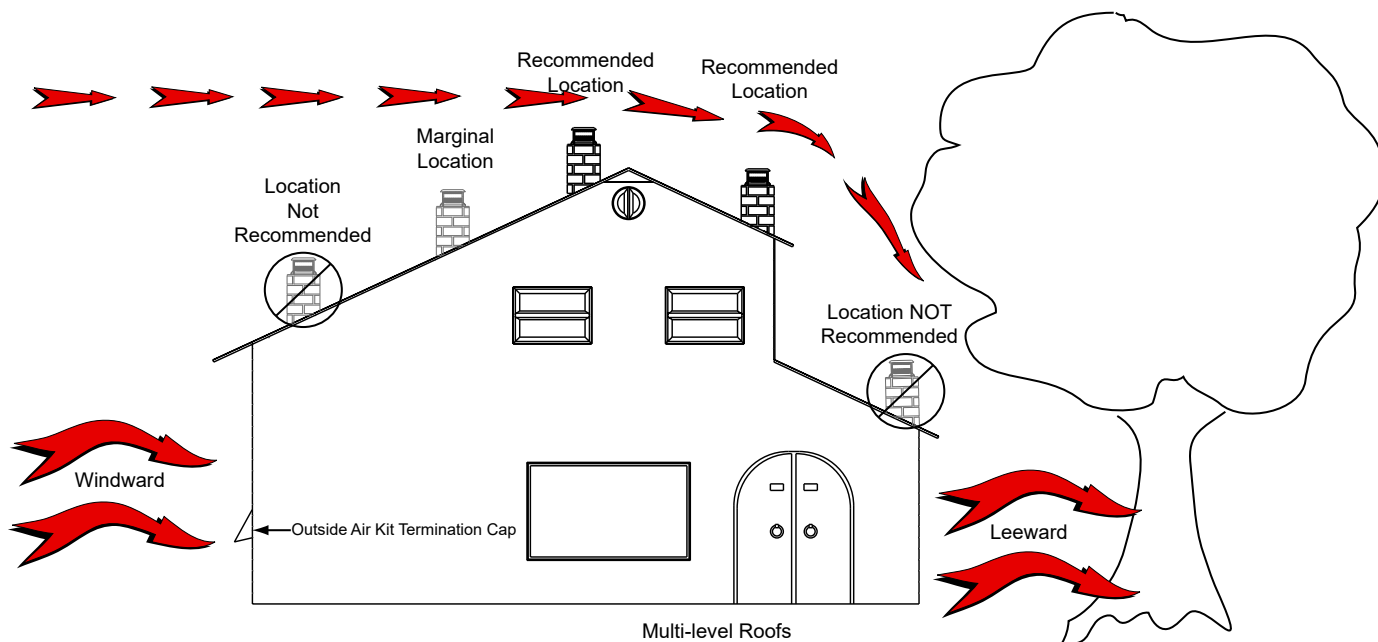 Recommended
Location
Recommended
Location
Marginal
Location
Location
Not
Recommended
Location NOT
Recommended
Windward
Outside Air Kit Termination Cap
Leeward
Multi-level Roofs